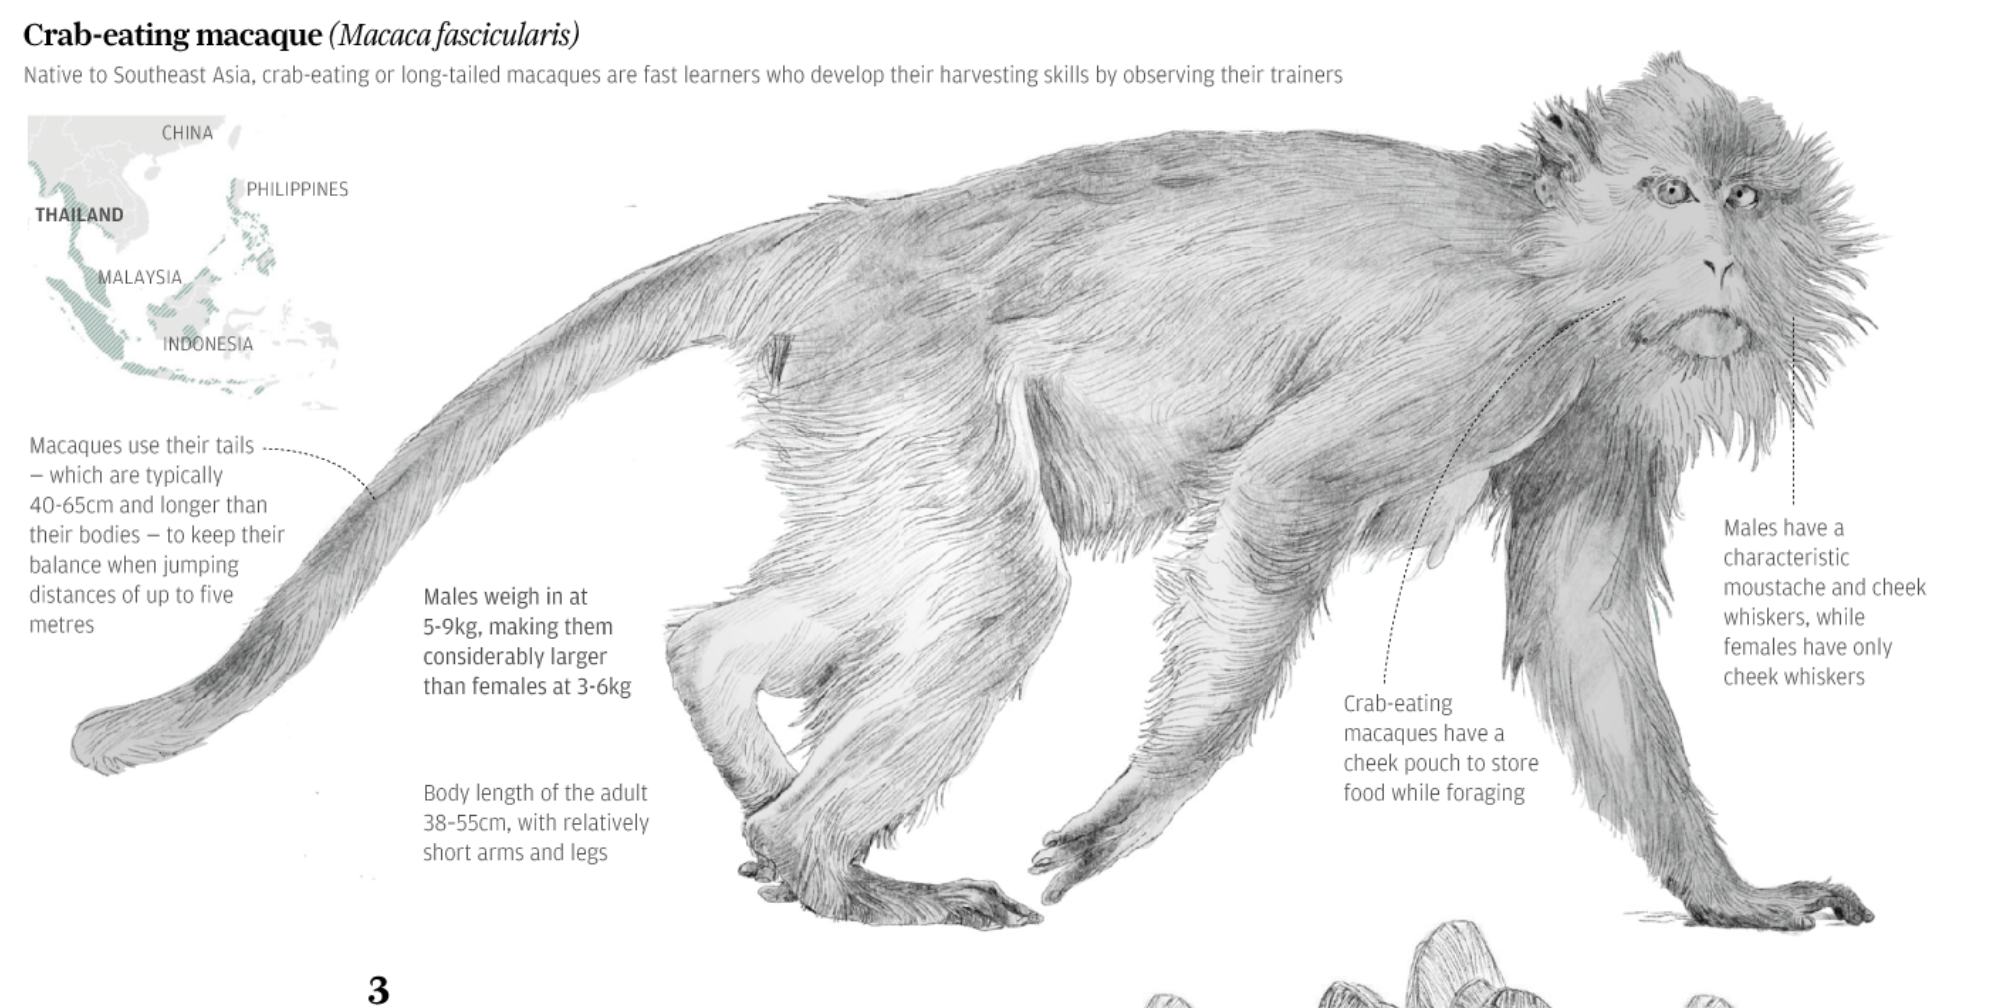 Crab-eating macaque (Macaca fascicularis)
Native to Southeast Asia, crab-eating or long-tailed macaques are fast learners who develop their harvesting skills by observing their trainers
CHINA
PHILIPPINES
THAILAND
MALAYSIA
INDONESIA
Macaques use their tails
– which are typically
40-65cm and longer than
their bodies – to keep their
balance when jumping
distances of up to five
metres
Males weigh in at
5-9kg, making them
considerably larger
than females at 3-6kg
Body length of the adult
38-55cm, with relatively
short arms and legs
Crab-eating
macaques have a
cheek pouch to store
food while foraging
Males have a
characteristic
moustache and cheek
whiskers, while
females have only
cheek whiskers
3